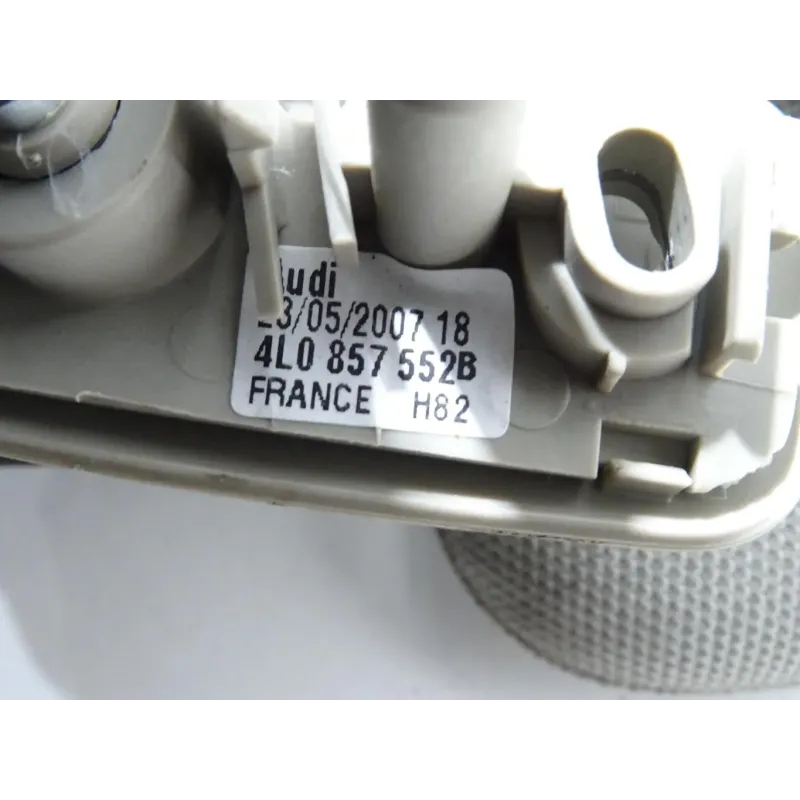 Audi
23/05/2007 18
4L0 857 552B
FRANCE H82